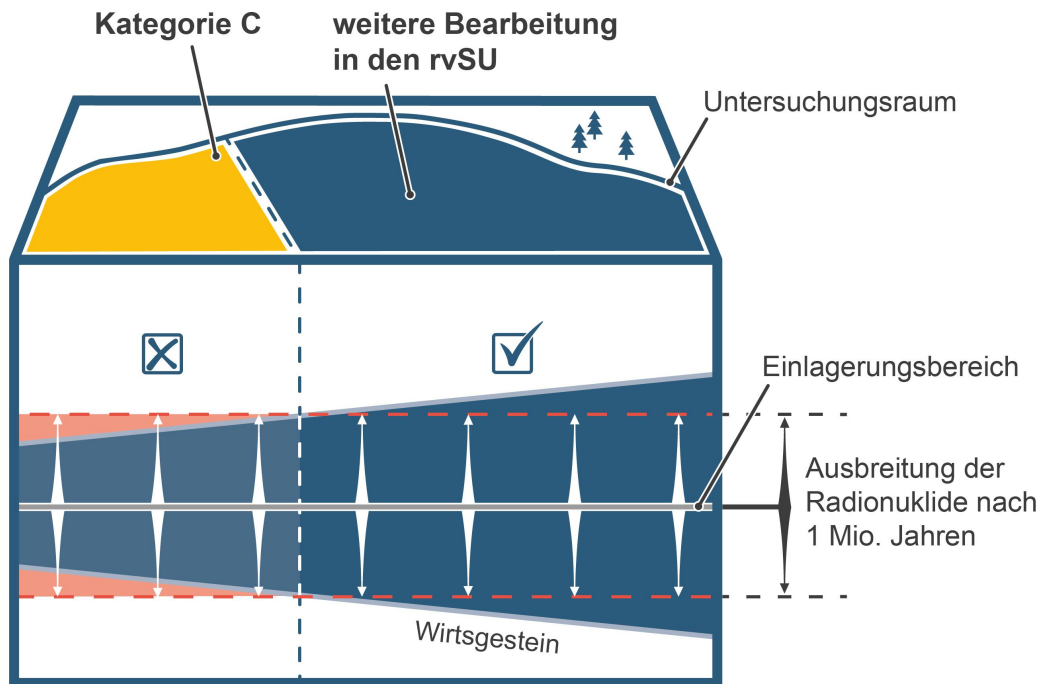 Kategorie C
weitere Bearbeitung
in den rvSU
Untersuchungsraum
Einlagerungsbereich
Ausbreitung der
Radionuklide nach
1 Mio. Jahren
Wirtsgestein